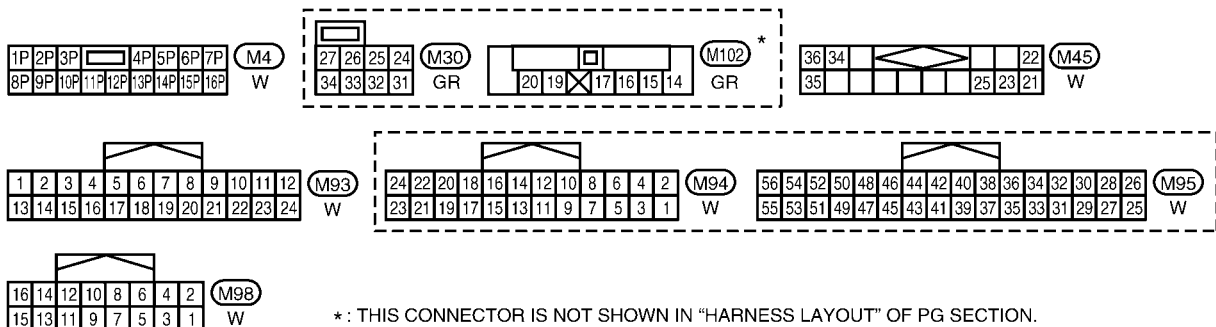 1P 2P 3P 4P 5P 6P 7P M4
8P 9P 10P 11P 12P 13P 14P 15P 16P W
27 26 25 24 M30
34 33 32 31 GR
M102 *
20 19 17 16 15 14 GR
36 34 22 M45
35 25 23 21 W
1 2 3 4 5 6 7 8 9 10 11 12 M93
13 14 15 16 17 18 19 20 21 22 23 24 W
24 22 20 18 16 14 12 10 8 6 4 2 M94
23 21 19 17 15 13 11 9 7 5 3 1 W
56 54 52 50 48 46 44 42 40 38 36 34 32 30 28 26 M95
55 53 51 49 47 45 43 41 39 37 35 33 31 29 27 25 W
16 14 12 10 8 6 4 2 M98
15 13 11 9 7 5 3 1 W
* : THIS CONNECTOR IS NOT SHOWN IN “HARNESS LAYOUT” OF PG SECTION.